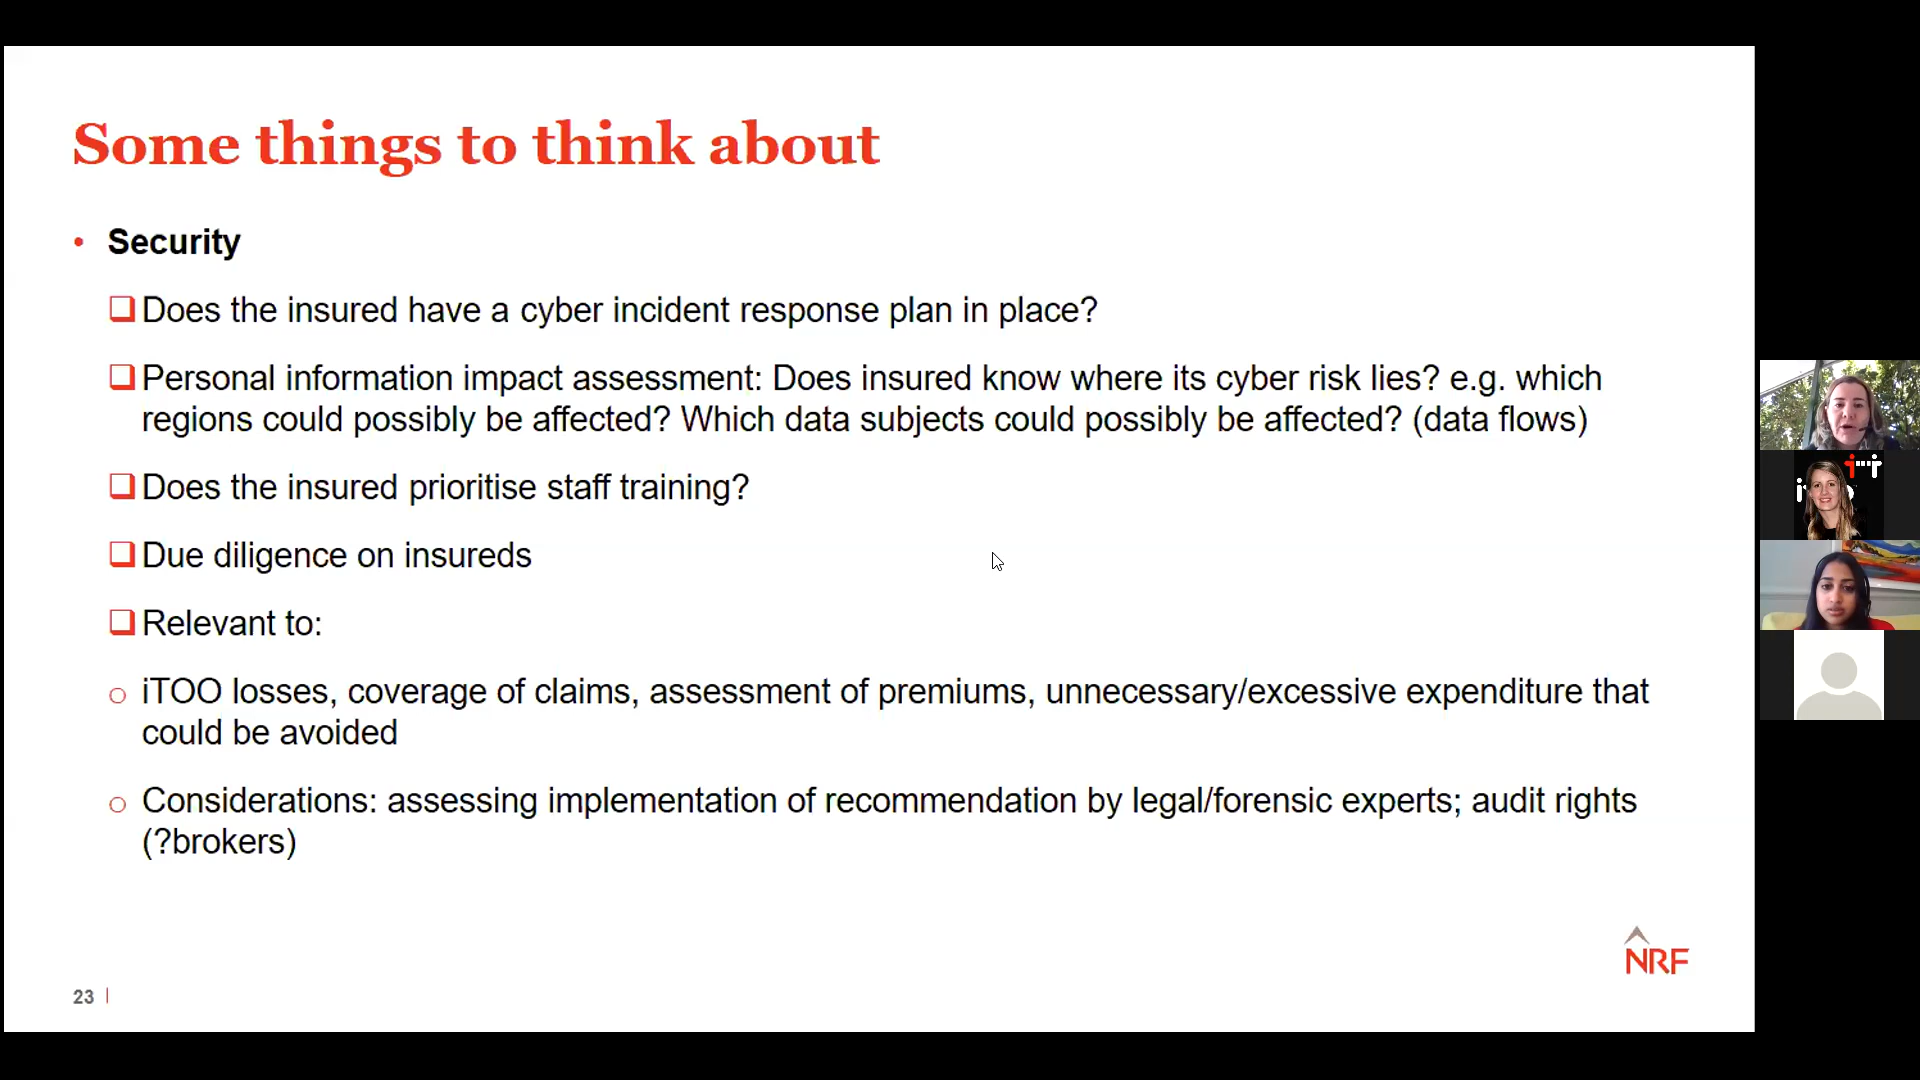 Some things to think about
• Security
❑ Does the insured have a cyber incident response plan in place?
❑ Personal information impact assessment: Does insured know where its cyber risk lies? e.g. which
regions could possibly be affected? Which data subjects could possibly be affected? (data flows)
❑ Does the insured prioritise staff training?
❑ Due diligence on insureds
❑ Relevant to:
o iTOO losses, coverage of claims, assessment of premiums, unnecessary/excessive expenditure that
could be avoided
o Considerations: assessing implementation of recommendation by legal/forensic experts; audit rights
(?brokers)
NRF
23